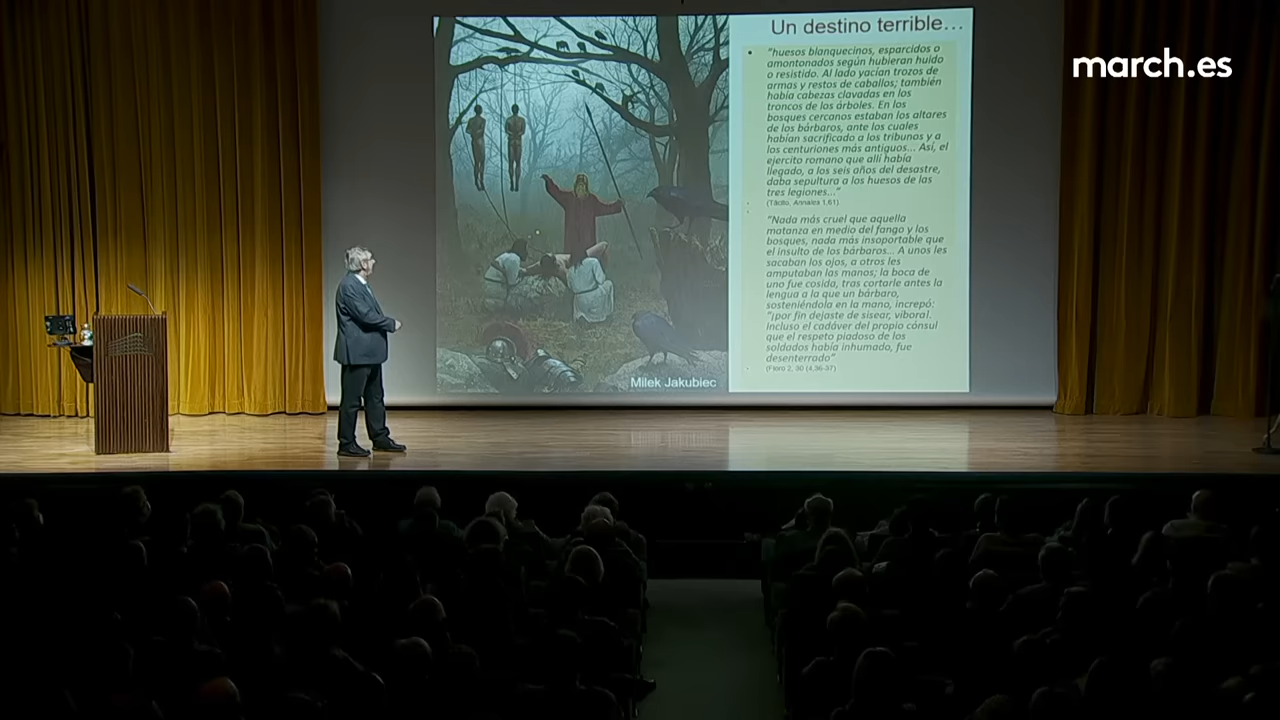 Un destino terrible...
march.es
• "huesos blanquecinos, esparcidos o
amontonados según hubieran huido
o resistido. Al lado yacían trozos de
armas y restos de caballos; también
había cabezas clavadas en los
troncos de los árboles. En los
bosques cercanos estaban los altares
de los bárbaros, ante los cuales
habían sacrificado a los tribunos y a
los centuriones más antiguos... Así, el
ejercito romano que allí había
llegado, a los seis años del desastre,
daba sepultura a los huesos de las
tres legiones..."
(Tácito, Annales 1,61)
"Nada más cruel que aquella
matanza en medio del fango y los
bosques, nada más insoportable que
el insulto de los bárbaros... A unos les
sacaban los ojos, a otros les
amputaban las manos; la boca de
uno fue cosida, tras cortarle antes la
lengua a la que un bárbaro,
sosteniéndola en la mano, increpó:
"¡por fin dejaste de sisear, víbora!.
incluso el cadáver del propio cónsul
que el respeto piadoso de los
soldados había inhumado, fue
desenterrado"
(Floro 2, 30 (4,36-37)
Milek Jakubiec